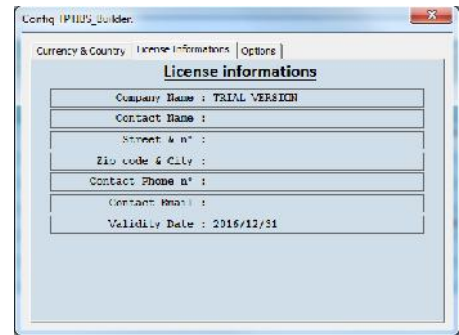 Config TPTIBS_Builder.
Currency & Country License Informations Options
License informations
Company Name : TRIAL VERSION
Contact Name :
Street & n° :
Zip code & City :
Contact Phone n° :
Contact Email :
Validity Date : 2016/12/31